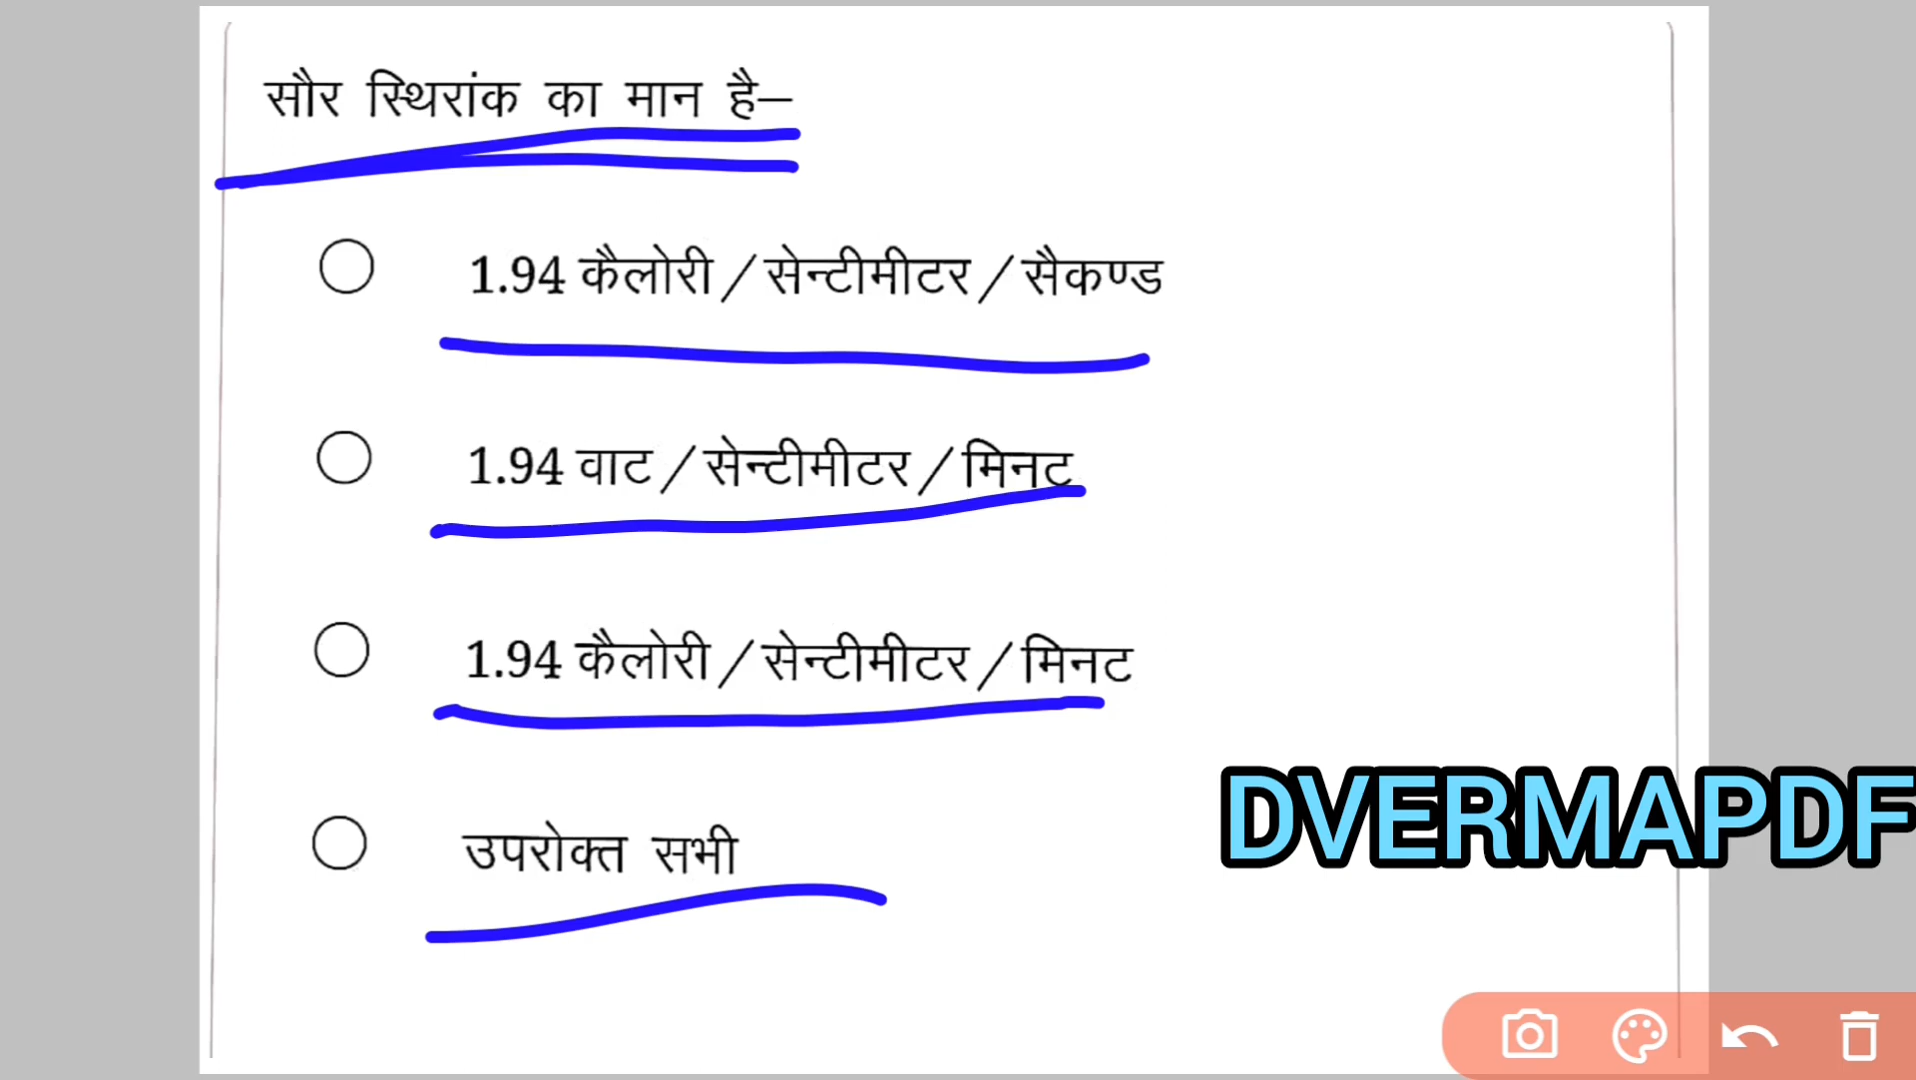 सौर स्थिरांक का मान है–
1.94 कैलोरी/सेन्टीमीटर/सैकण्ड
1.94 वाट/सेन्टीमीटर/मिनट
1.94 कैलोरी/सेन्टीमीटर/मिनट
उपरोक्त सभी
DVERMAPDF